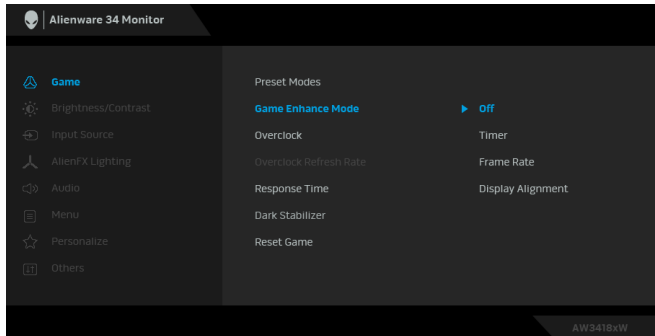 Alienware 34 Monitor
Game
Brightness/Contrast
Input Source
AlienFX Lighting
Audio
Menu
Personalize
Others
Preset Modes
Game Enhance Mode
Overclock
Overclock Refresh Rate
Response Time
Dark Stabilizer
Reset Game
Off
Timer
Frame Rate
Display Alignment
AW3418xW